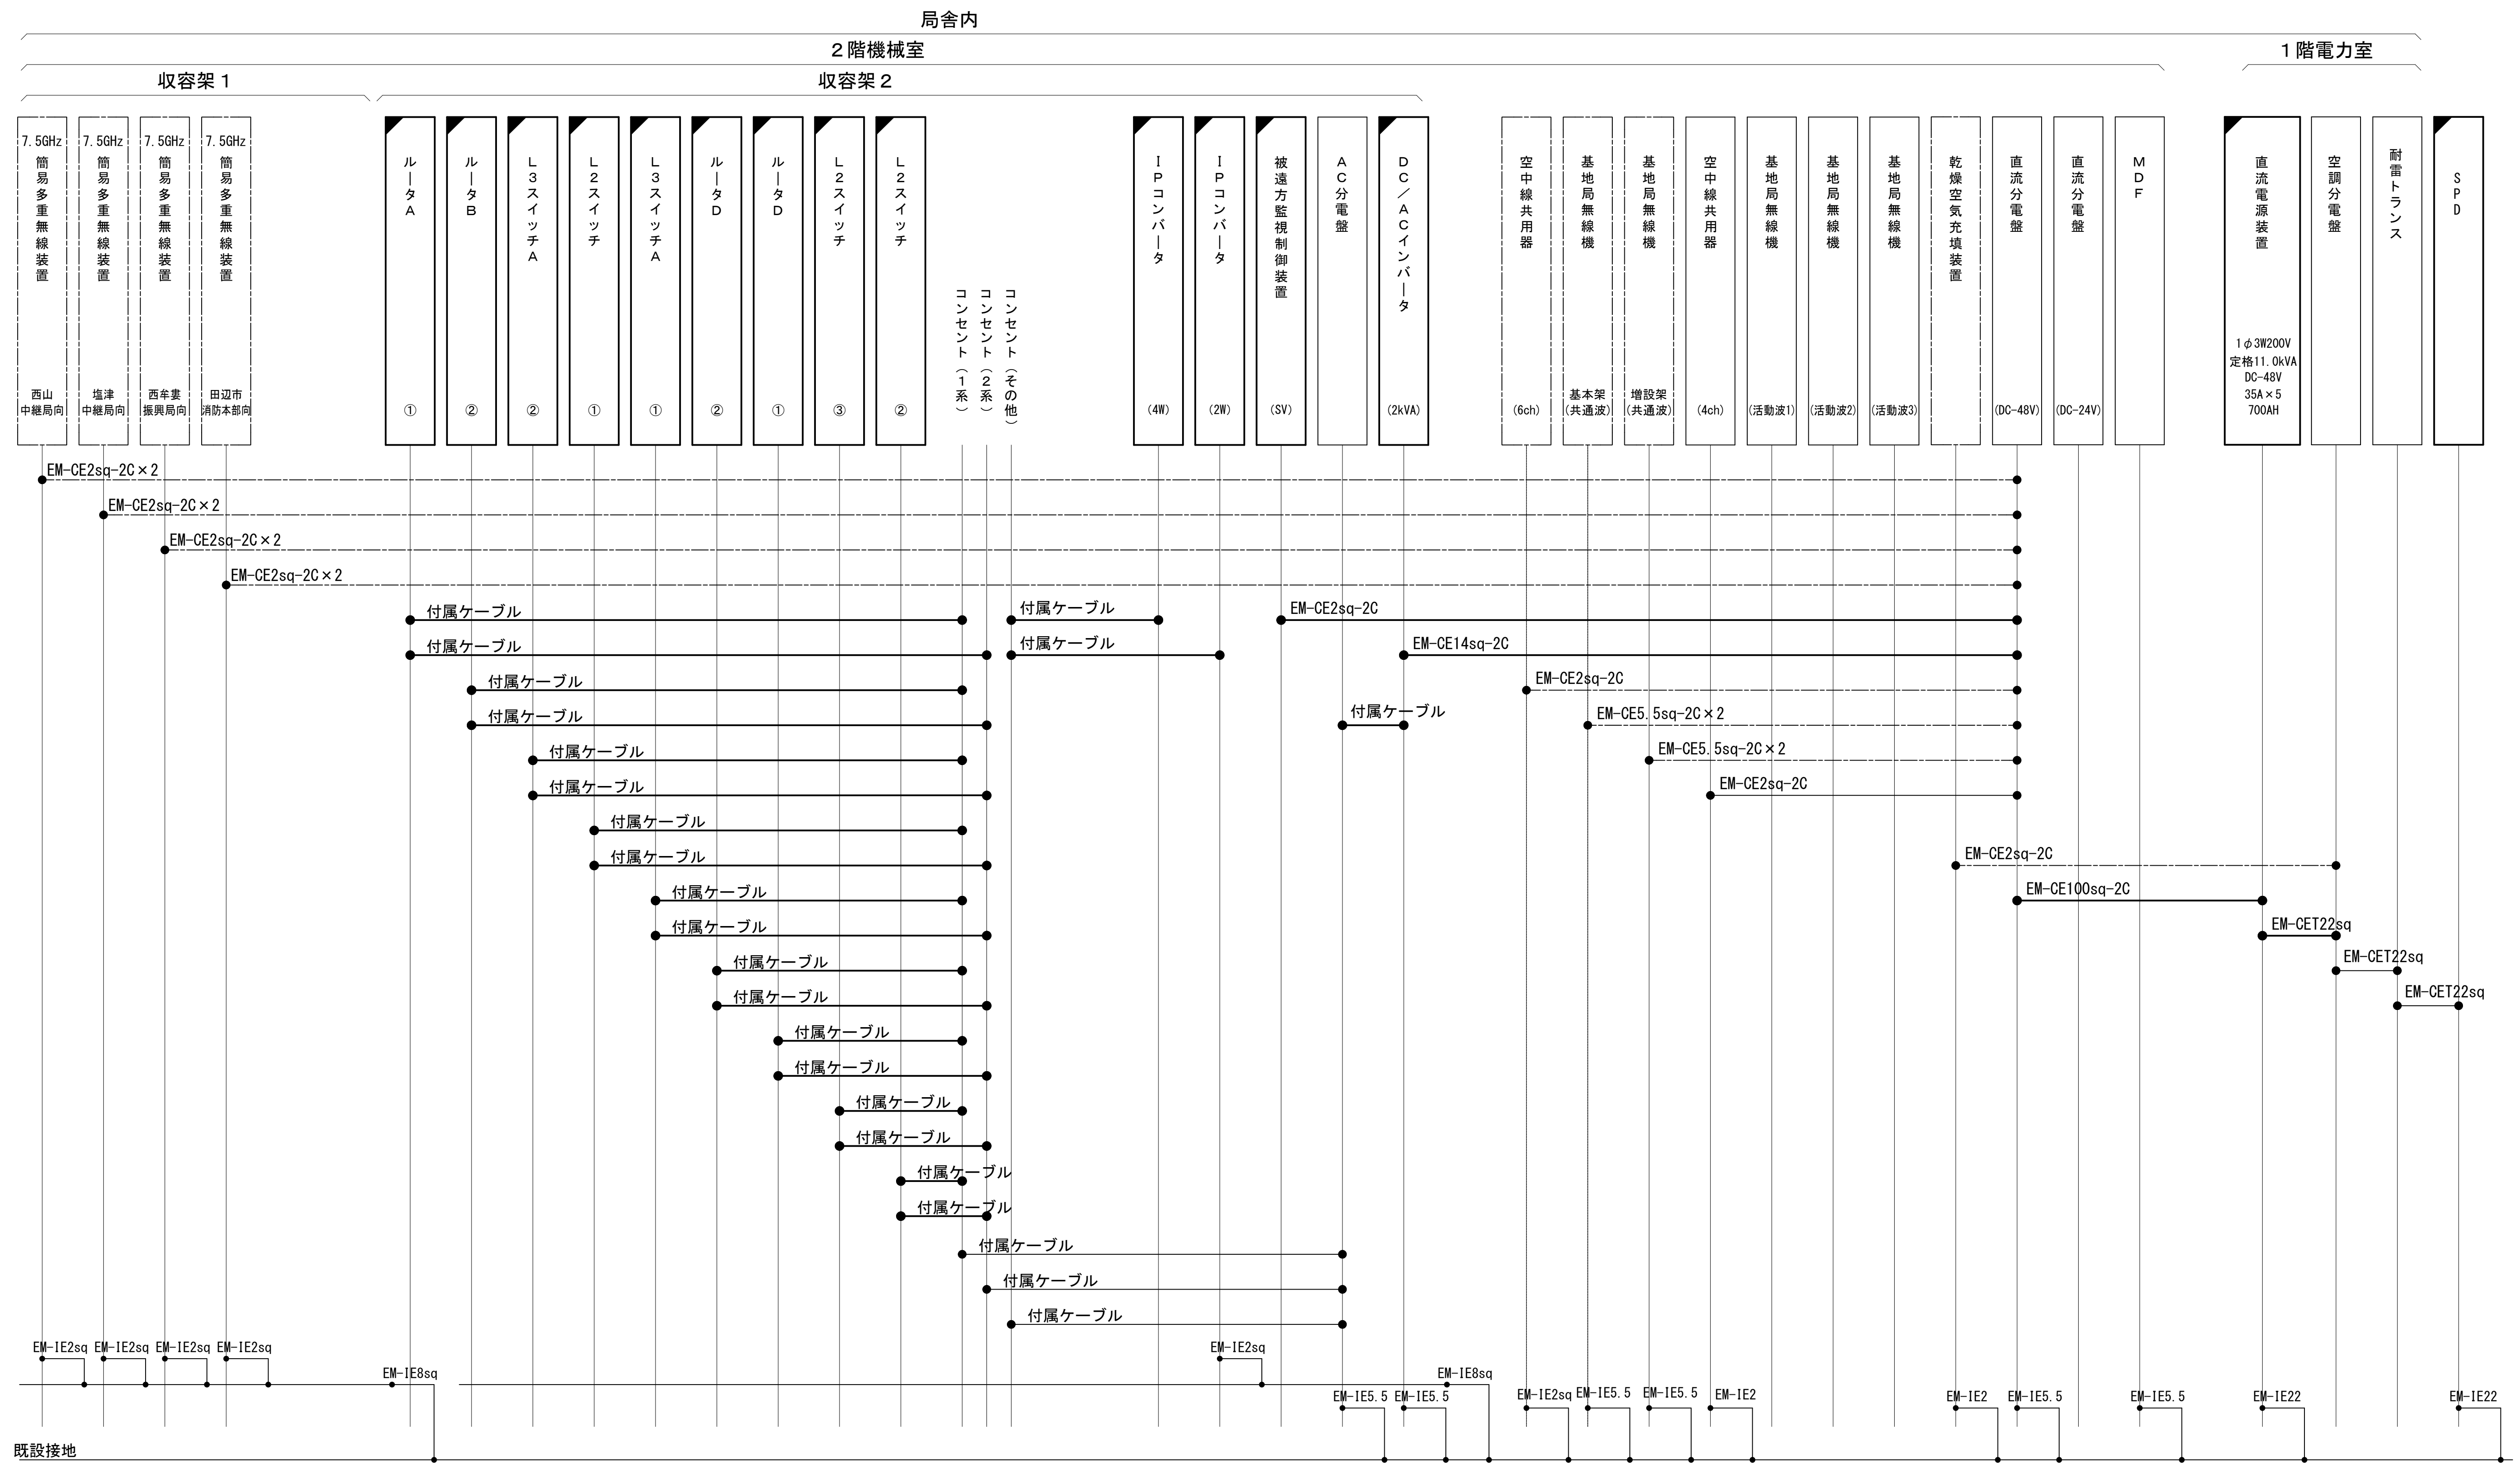 局舎内
２階機械室
１階電力室
収容架１
収容架２
7.5GHz
簡易多重無線装置
西山
中継局向
7.5GHz
簡易多重無線装置
塩津
中継局向
7.5GHz
簡易多重無線装置
西牟婁
振興局向
7.5GHz
簡易多重無線装置
田辺市
消防本部向
ルータＡ
①
ルータＢ
②
Ｌ３スイッチＡ
②
Ｌ２スイッチ
①
Ｌ３スイッチＡ
①
ルータＤ
②
ルータＤ
①
Ｌ２スイッチ
③
Ｌ２スイッチ
②
コンセント（１系）
コンセント（２系）
コンセント（その他）
ＩＰコンバータ
(4W)
ＩＰコンバータ
(2W)
被遠方監視制御装置
(SV)
ＡＣ分電盤
ＤＣ／ＡＣインバータ
(2kVA)
空中線共用器
(6ch)
基地局無線機
基本架
(共通波)
基地局無線機
増設架
(共通波)
空中線共用器
(4ch)
基地局無線機
(活動波1)
基地局無線機
(活動波2)
基地局無線機
(活動波3)
乾燥空気充填装置
直流分電盤
(DC-48V)
直流分電盤
(DC-24V)
ＭＤＦ
直流電源装置
1φ3W200V
定格11.0kVA
DC-48V
35A×5
700AH
空調分電盤
耐雷トランス
ＳＰＤ
EM-CE2sq-2C×2
EM-CE2sq-2C×2
EM-CE2sq-2C×2
EM-CE2sq-2C×2
付属ケーブル
付属ケーブル
EM-CE2sq-2C
付属ケーブル
付属ケーブル
EM-CE14sq-2C
付属ケーブル
EM-CE2sq-2C
付属ケーブル
付属ケーブル
EM-CE5.5sq-2C×2
付属ケーブル
EM-CE5.5sq-2C×2
付属ケーブル
EM-CE2sq-2C
付属ケーブル
付属ケーブル
EM-CE2sq-2C
付属ケーブル
EM-CE100sq-2C
付属ケーブル
EM-CET22sq
付属ケーブル
EM-CET22sq
付属ケーブル
EM-CET22sq
付属ケーブル
付属ケーブル
付属ケーブル
付属ケーブル
付属ケーブル
付属ケーブル
付属ケーブル
付属ケーブル
付属ケーブル
EM-IE2sq
EM-IE2sq
EM-IE2sq
EM-IE2sq
EM-IE2sq
EM-IE8sq
EM-IE8sq
EM-IE5.5
EM-IE5.5
EM-IE2sq
EM-IE5.5
EM-IE5.5
EM-IE2
EM-IE2
EM-IE5.5
EM-IE5.5
EM-IE22
EM-IE22
既設接地